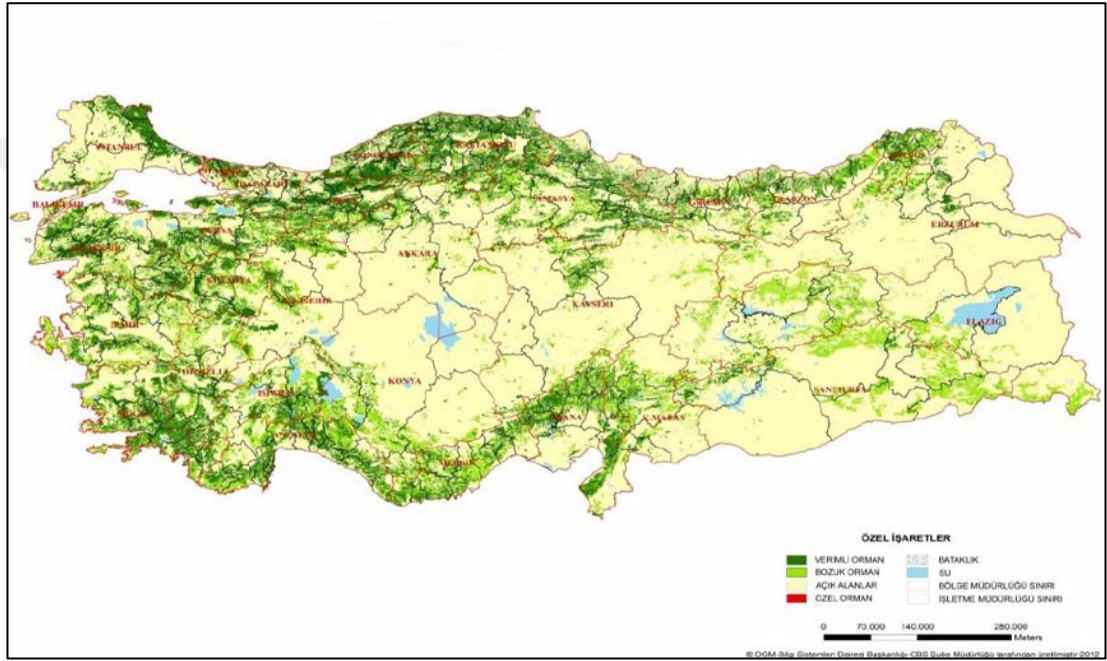 İSTANBUL
KASTAMONU
ZONGULDAK
BALIKESİR
AMASYA
GİRESUN
TRABZON
BURSA
ANKARA
ERZURUM
KÜTAHYA
ESKİŞEHİR
KAYSERİ
İZMİR
ELAZIG
DENİZLİ
KONYA
ISPARTA
ŞANLIURFA
ADANA
K.MARAŞ
MERSİN
ÖZEL İŞARETLER
VERİMLİ ORMAN
BATAKLIK
BOZUK ORMAN
SU
AÇIK ALANLAR
BÖLGE MÜDÜRLÜĞÜ SINIRI
ÖZEL ORMAN
İŞLETME MÜDÜRLÜĞÜ SINIRI
0 70.000 140.000 280.000
Meters
© OGM-Bilgi Sistemleri Dairesi Başkanlığı-CBS Şube Müdürlüğü tarafından üretilmiştir 2012